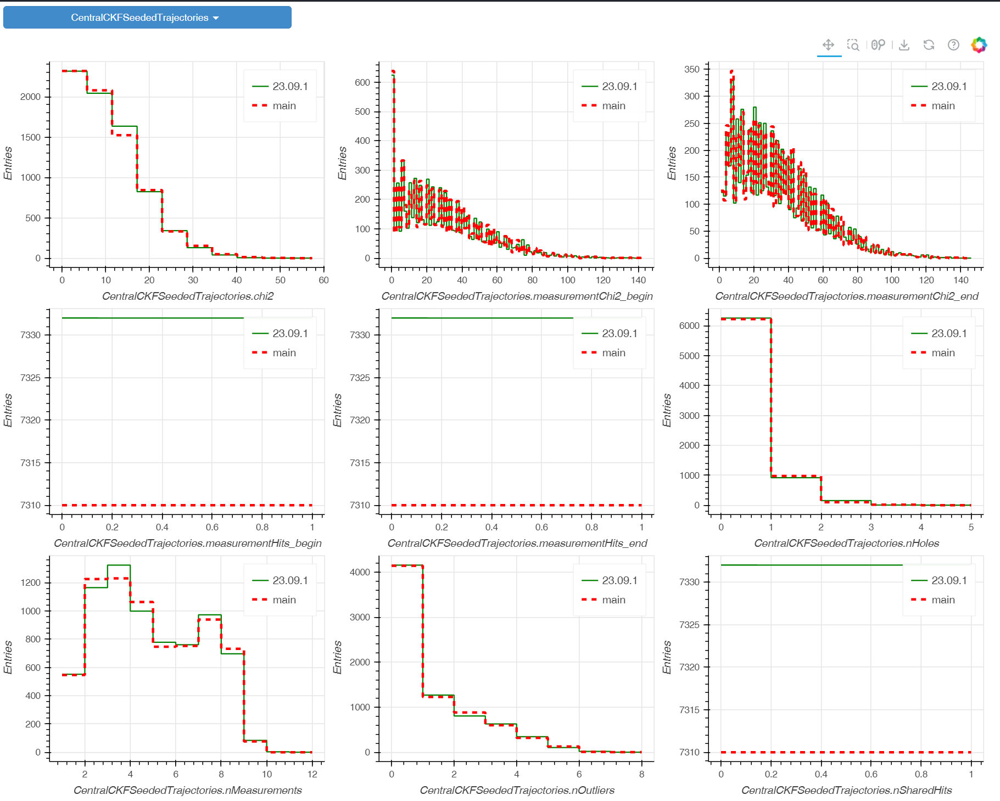 CentralCKFSeededTrajectories
23.09.1
main
2000
1500
1000
500
0
Entries
0 10 20 30 40 50 60
CentralCKFSeededTrajectories.chi2
23.09.1
main
600
500
400
300
200
100
0
Entries
0 20 40 60 80 100 120 140
CentralCKFSeededTrajectories.measurementChi2_begin
23.09.1
main
350
300
250
200
150
100
50
0
Entries
0 20 40 60 80 100 120 140
CentralCKFSeededTrajectories.measurementChi2_end
23.09.1
main
7330
7325
7320
7315
7310
Entries
0 0.2 0.4 0.6 0.8 1
CentralCKFSeededTrajectories.measurementHits_begin
23.09.1
main
7330
7325
7320
7315
7310
Entries
0 0.2 0.4 0.6 0.8 1
CentralCKFSeededTrajectories.measurementHits_end
23.09.1
main
6000
5000
4000
3000
2000
1000
0
Entries
0 1 2 3 4 5
CentralCKFSeededTrajectories.nHoles
23.09.1
main
1200
1000
800
600
400
200
0
Entries
2 4 6 8 10 12
CentralCKFSeededTrajectories.nMeasurements
23.09.1
main
4000
3000
2000
1000
0
Entries
0 2 4 6 8
CentralCKFSeededTrajectories.nOutliers
23.09.1
main
7330
7325
7320
7315
7310
Entries
0 0.2 0.4 0.6 0.8 1
CentralCKFSeededTrajectories.nSharedHits